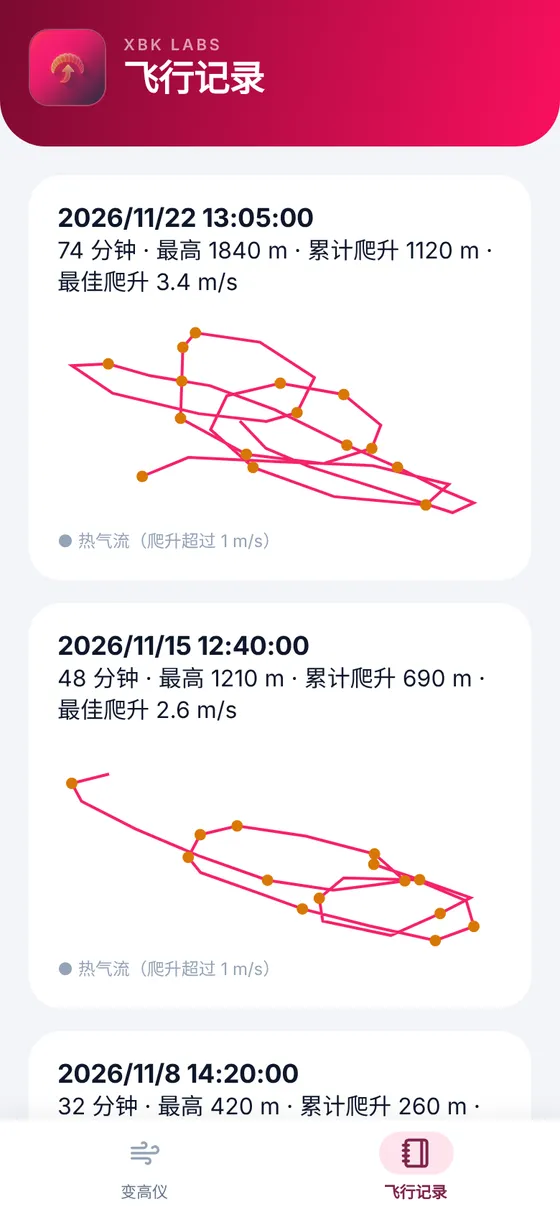 XBK LABS
飞行记录
2026/11/22 13:05:00
74 分钟 · 最高 1840 m · 累计爬升 1120 m ·
最佳爬升 3.4 m/s
● 热气流（爬升超过 1 m/s）
2026/11/15 12:40:00
48 分钟 · 最高 1210 m · 累计爬升 690 m ·
最佳爬升 2.6 m/s
● 热气流（爬升超过 1 m/s）
2026/11/8 14:20:00
32 分钟 · 最高 420 m · 累计爬升 260 m ·
变高仪
飞行记录